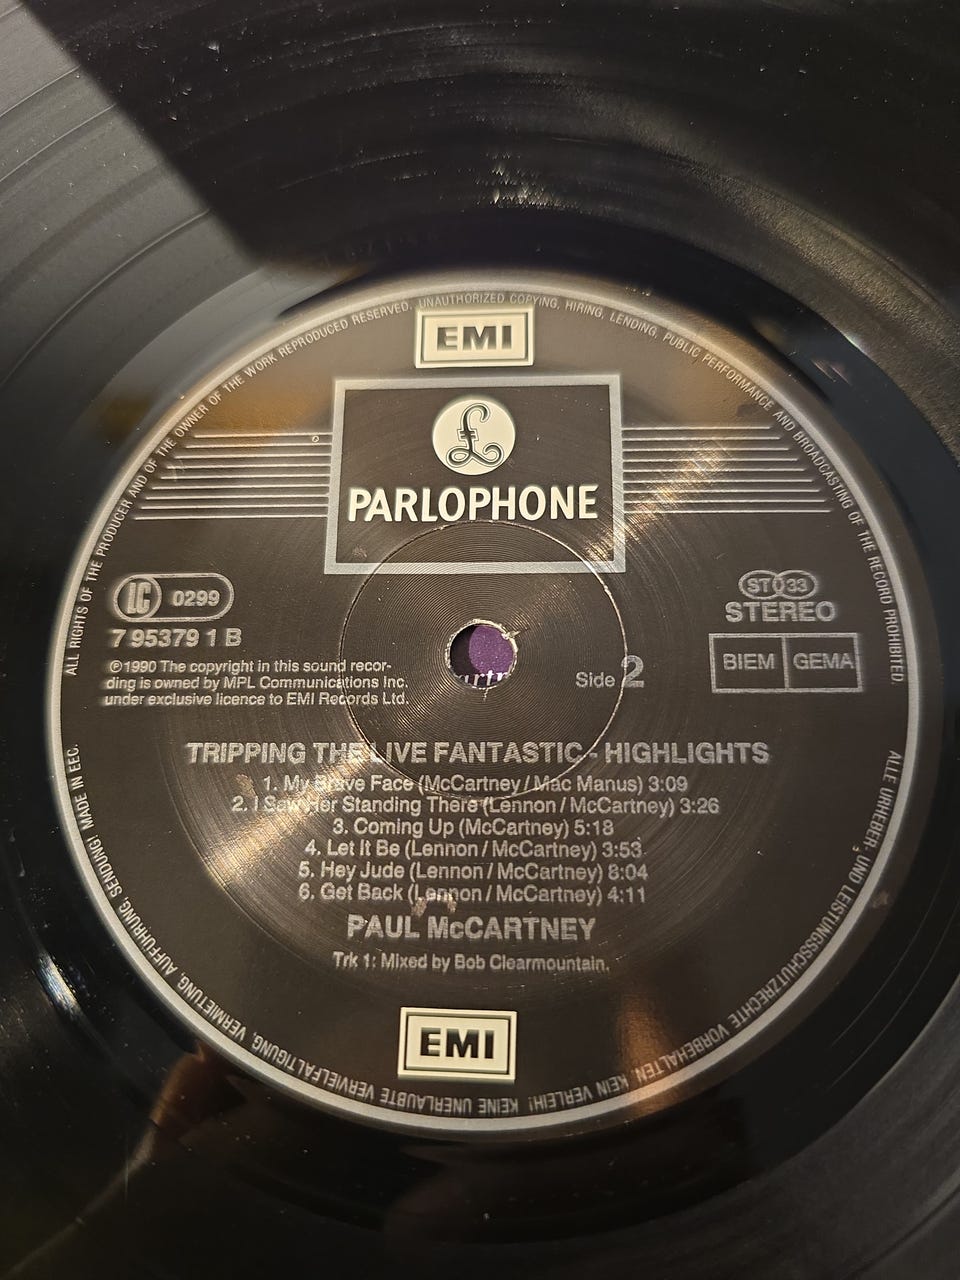 ALL RIGHTS OF THE PRODUCER AND OF THE OWNER OF THE WORK REPRODUCED RESERVED. UNAUTHORIZED COPYING, HIRING, LENDING, PUBLIC PERFORMANCE AND BROADCASTING OF THE RECORD PROHIBITED.
EMI
£
PARLOPHONE
LC 0299
7 95379 1 B
ST 33
STEREO
BIEM GEMA
℗1990 The copyright in this sound recor-
ding is owned by MPL Communications Inc.
under exclusive licence to EMI Records Ltd.
Side 2
TRIPPING THE LIVE FANTASTIC - HIGHLIGHTS
1. My Brave Face (McCartney / Mac Manus) 3:09
2. I Saw Her Standing There (Lennon / McCartney) 3:26
3. Coming Up (McCartney) 5:18
4. Let It Be (Lennon / McCartney) 3:53
5. Hey Jude (Lennon / McCartney) 8:04
6. Get Back (Lennon / McCartney) 4:11
PAUL McCARTNEY
Trk 1: Mixed by Bob Clearmountain.
EMI
ALLE URHEBER- UND LEISTUNGSSCHUTZRECHTE VORBEHALTEN. KEIN VERLEIH! KEINE UNERLAUBTE VERVIELFÄLTIGUNG, VERMIETUNG, AUFFÜHRUNG, SENDUNG! MADE IN EEC.